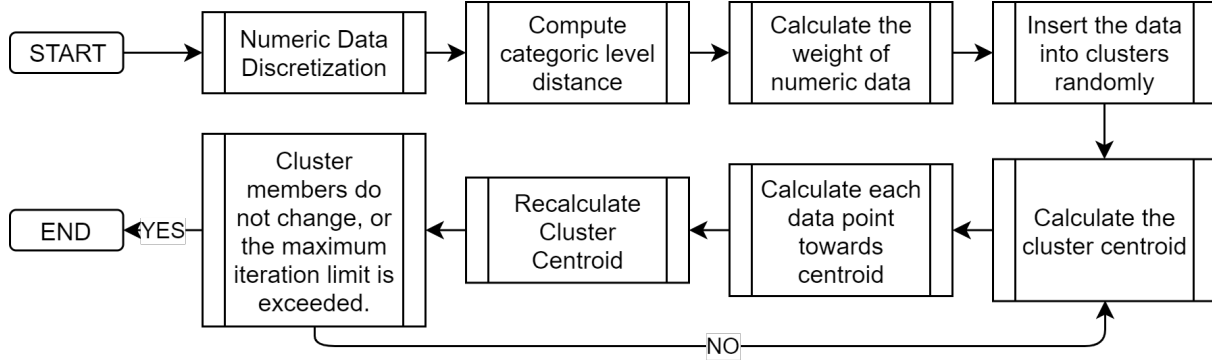 START
Numeric Data
Discretization
Compute
categoric level
distance
Calculate the
weight of
numeric data
Insert the data
into clusters
randomly
Calculate the
cluster centroid
Calculate each
data point
towards
centroid
Recalculate
Cluster
Centroid
Cluster
members do
not change, or
the maximum
iteration limit is
exceeded.
YES
END
NO